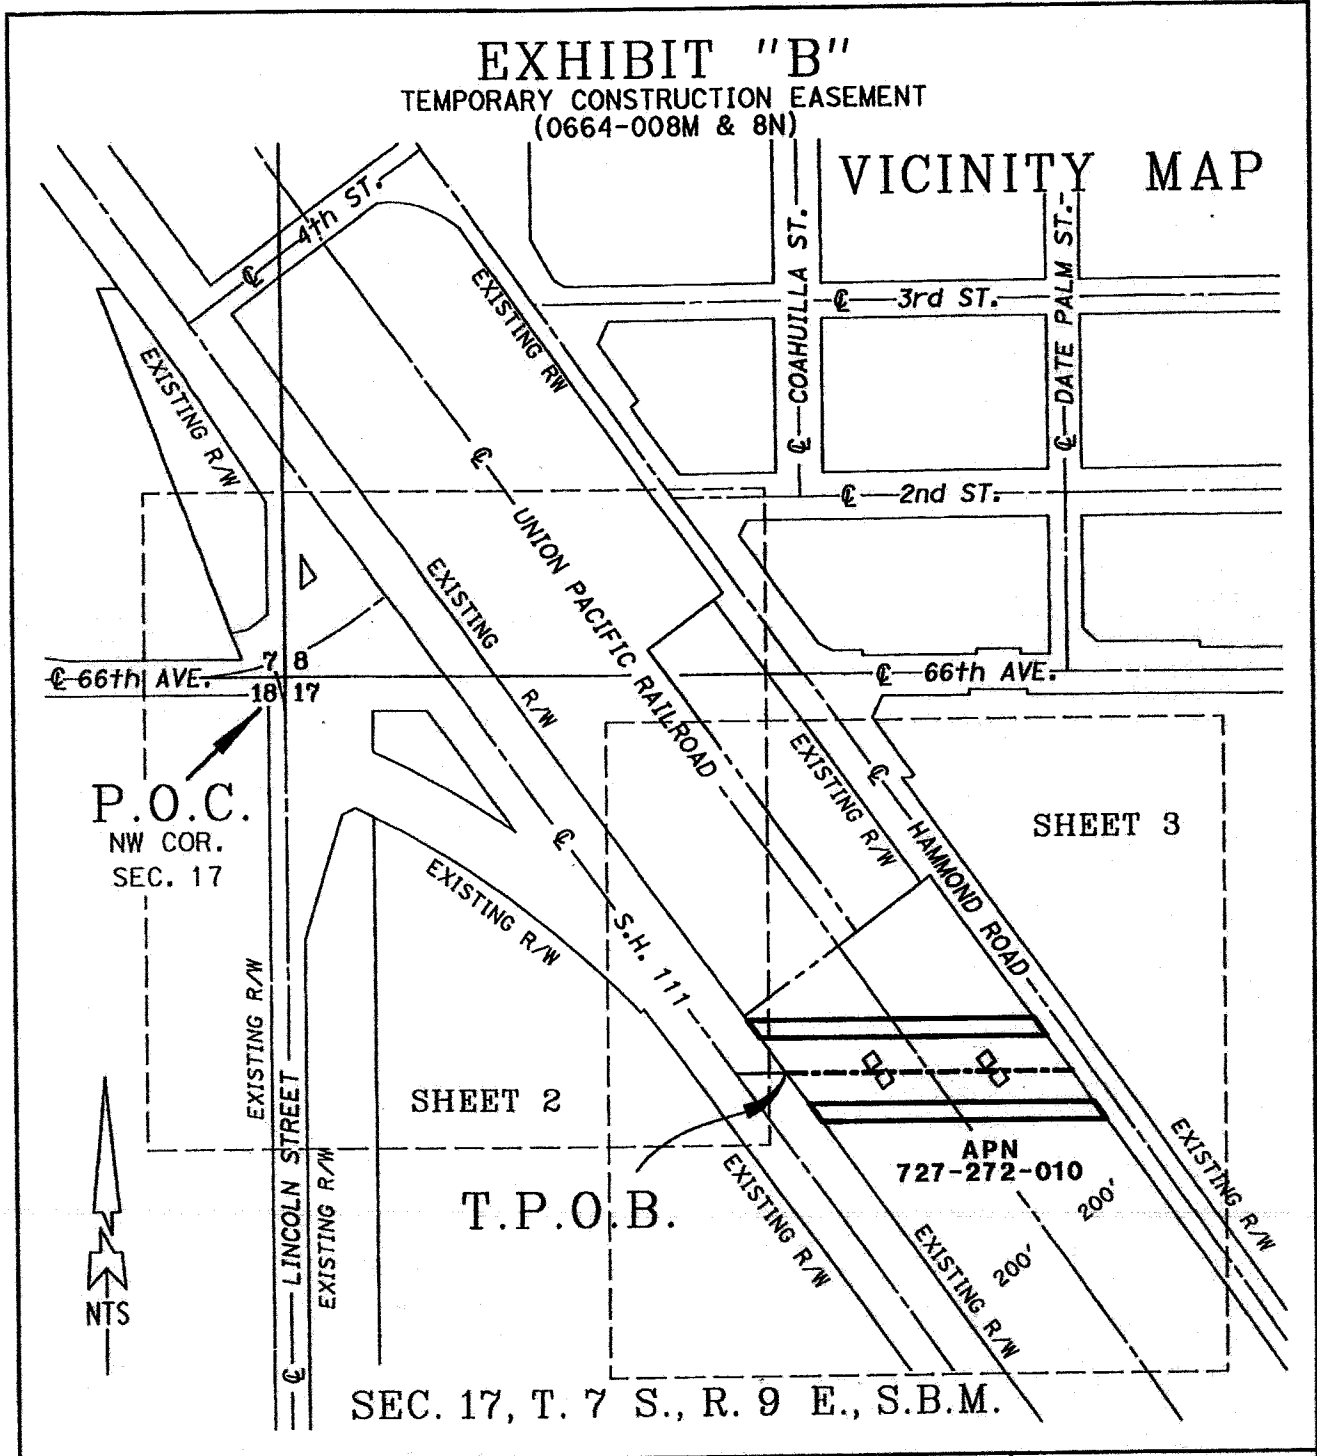 EXHIBIT "B"
TEMPORARY CONSTRUCTION EASEMENT
(0664-008M & 8N)
VICINITY MAP
℄ 4th ST.
EXISTING RW
℄ COAHUILLA ST.
℄ DATE PALM ST.
℄ 3rd ST.
EXISTING R/W
℄ UNION PACIFIC RAILROAD
℄ 2nd ST.
EXISTING R/W
7 8
18 17
℄ 66th AVE.
℄ 66th AVE.
P.O.C.
NW COR.
SEC. 17
EXISTING R/W
℄ HAMMOND ROAD
SHEET 3
EXISTING R/W
℄ S.H. 111
EXISTING R/W
℄ LINCOLN STREET
EXISTING R/W
SHEET 2
T.P.O.B.
APN
727-272-010
200'
200'
EXISTING R/W
EXISTING R/W
EXISTING R/W
N
NTS
SEC. 17, T. 7 S., R. 9 E., S.B.M.